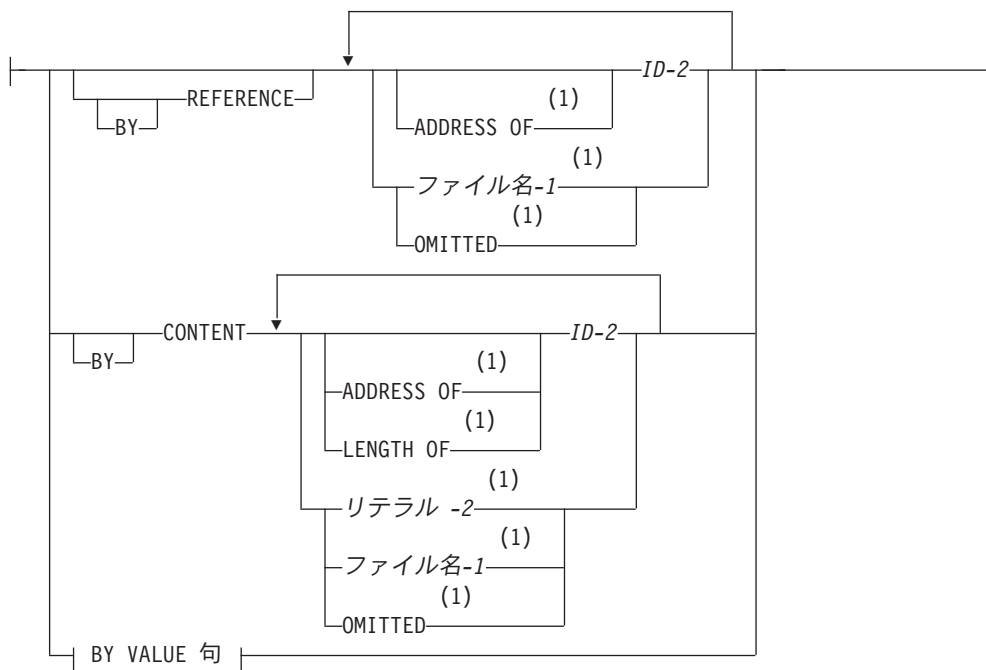 ID-2
(1)
REFERENCE
BY
ADDRESS OF
(1)
ファイル名-1
(1)
OMITTED
CONTENT
ID-2
BY
(1)
ADDRESS OF
(1)
LENGTH OF
(1)
リテラル -2
(1)
ファイル名-1
(1)
OMITTED
BY VALUE 句